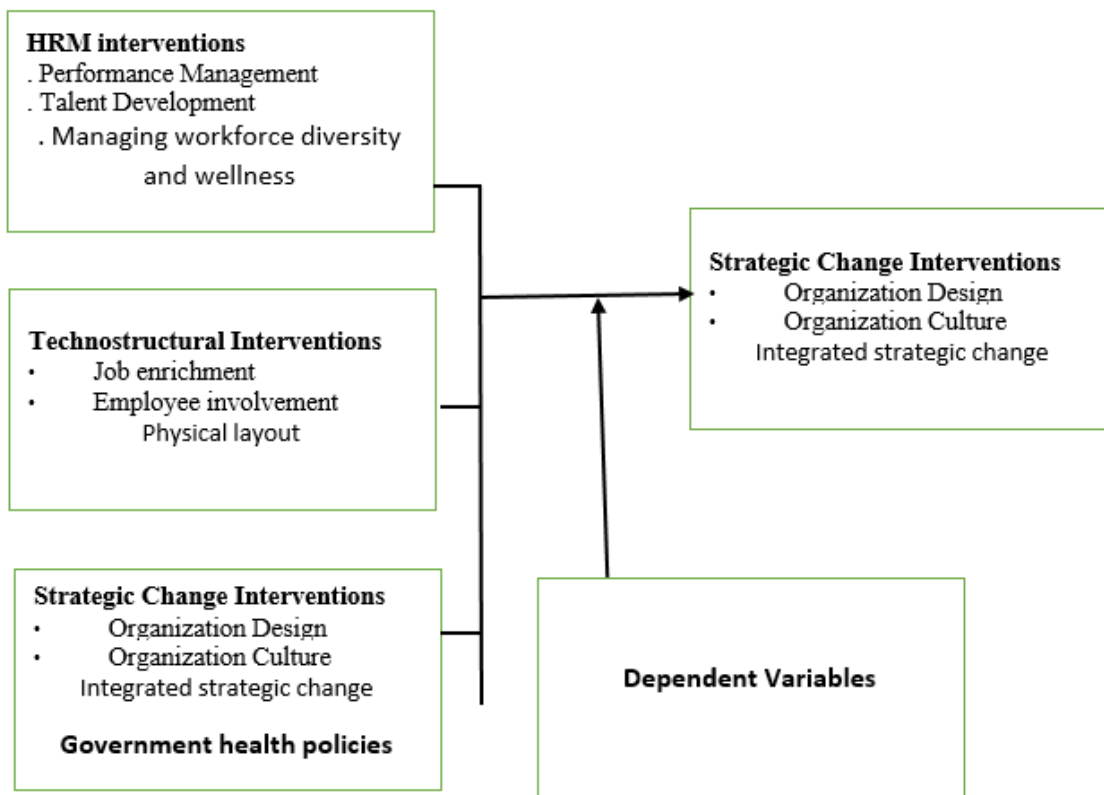 HRM interventions
. Performance Management
. Talent Development
. Managing workforce diversity
and wellness
Technostructural Interventions
· Job enrichment
· Employee involvement
Physical layout
Strategic Change Interventions
· Organization Design
· Organization Culture
Integrated strategic change
Government health policies
Strategic Change Interventions
· Organization Design
· Organization Culture
Integrated strategic change
Dependent Variables